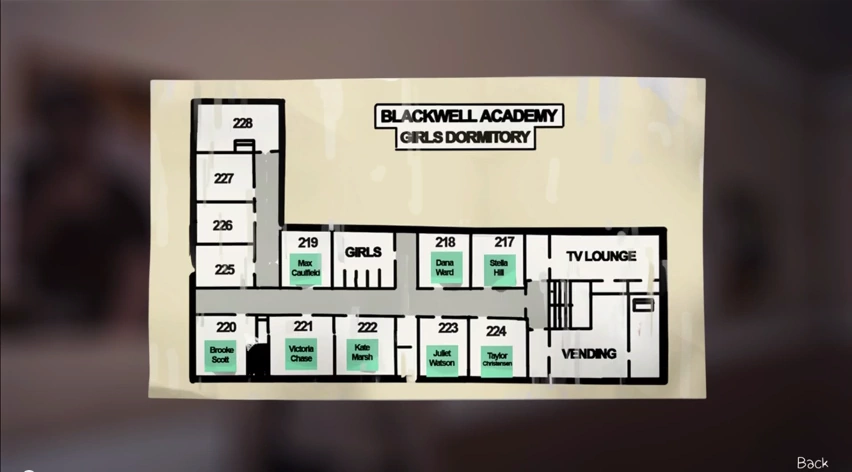 BLACKWELL ACADEMY
GIRLS DORMITORY
228
227
226
225
219
Max
Caulfield
GIRLS
218
Dana
Ward
217
Stella
Hill
TV LOUNGE
220
Brooke
Scott
221
Victoria
Chase
222
Kate
Marsh
223
Juliet
Watson
224
Taylor
Christensen
VENDING
Back